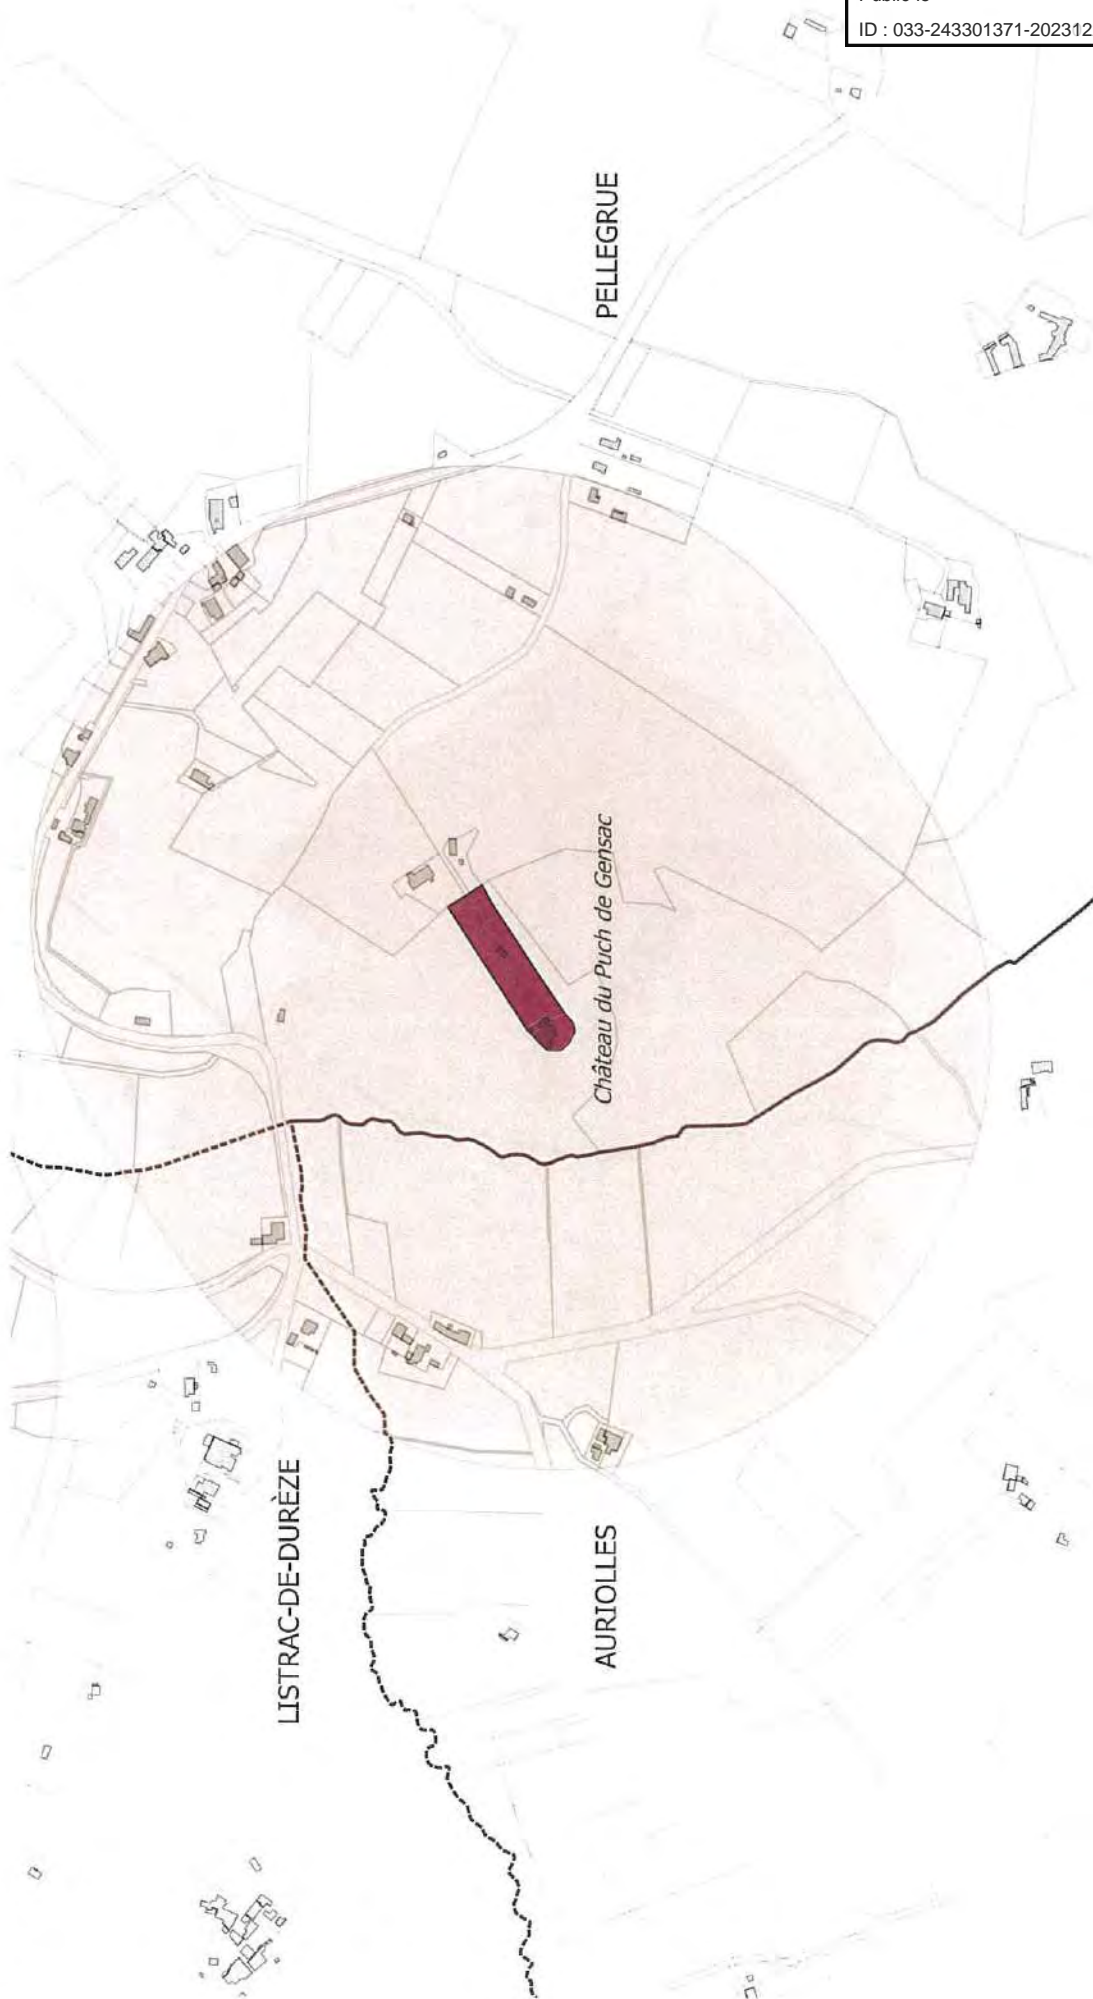 ID : 033-243301371-202312
PELLEGRUE
Château du Puch de Gensac
LISTRAC-DE-DURÈZE
AURIOLLES